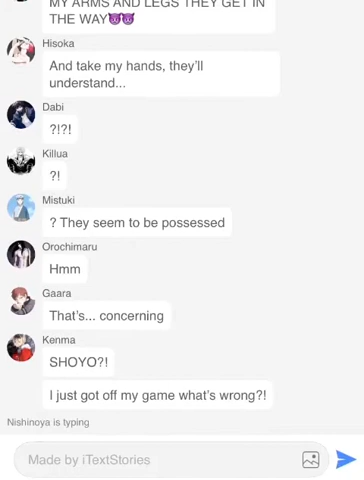 MY ARMS AND LEGS THEY GET IN
THE WAY😈😈
Hisoka
And take my hands, they'll
understand...
Dabi
?!?!
Killua
?!
Mistuki
? They seem to be possessed
Orochimaru
Hmm
Gaara
That's... concerning
Kenma
SHOYO?!
I just got off my game what's wrong?!
Nishinoya is typing
Made by iTextStories